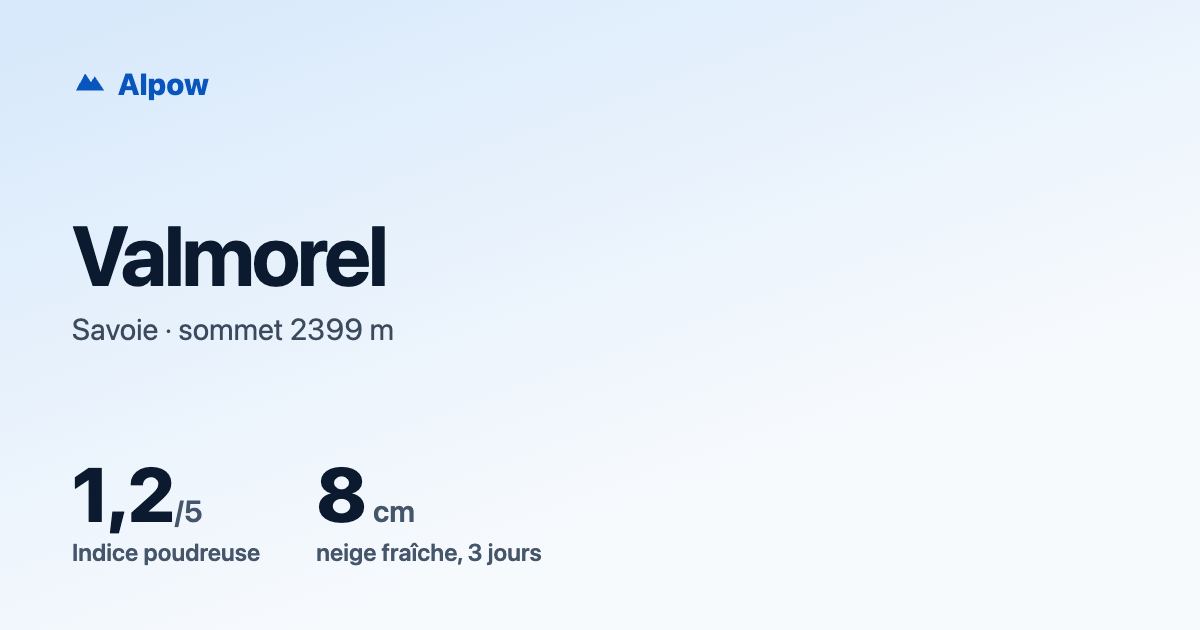 Alpow
Valmorel
Savoie · sommet 2399 m
1,2/5
Indice poudreuse
8 cm
neige fraîche, 3 jours